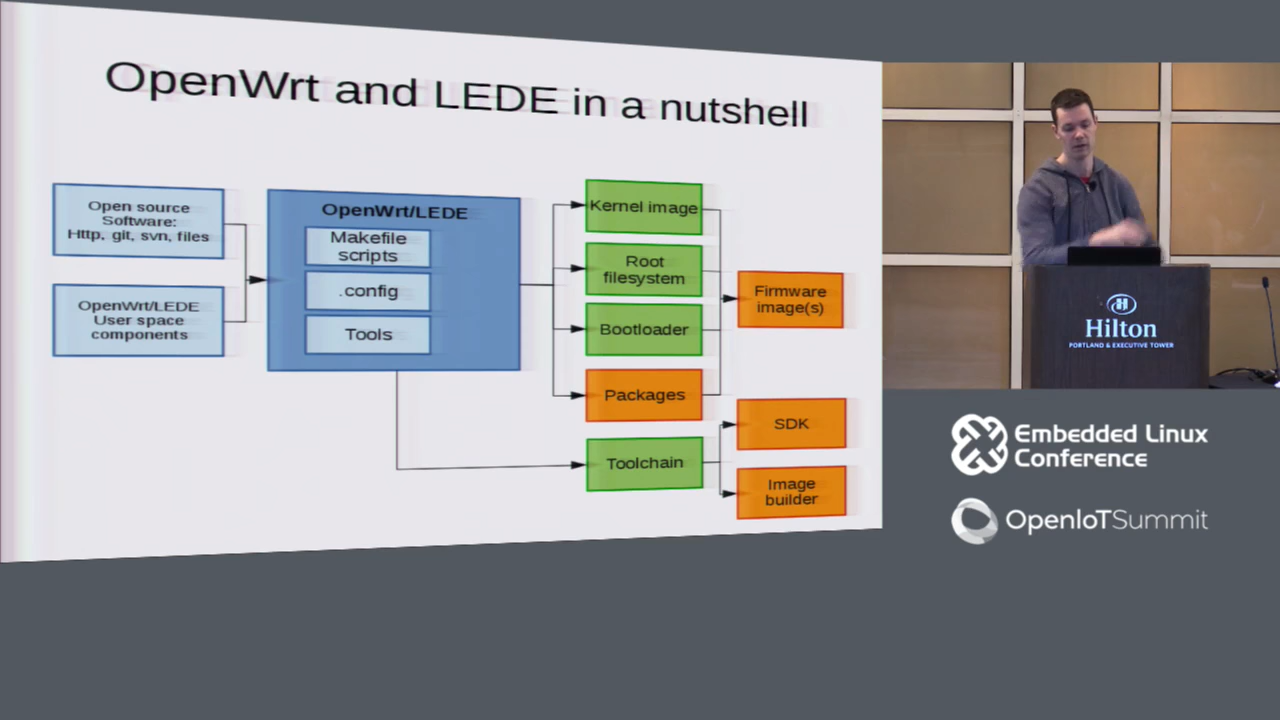 OpenWrt and LEDE in a nutshell
Open source
Software:
Http, git, svn, files
OpenWrt/LEDE
User space
components
OpenWrt/LEDE
Makefile
scripts
.config
Tools
Kernel image
Root
filesystem
Bootloader
Packages
Toolchain
Firmware
image(s)
SDK
Image
builder
Hilton
PORTLAND & EXECUTIVE TOWER
Embedded Linux
Conference
OpenIoTSummit